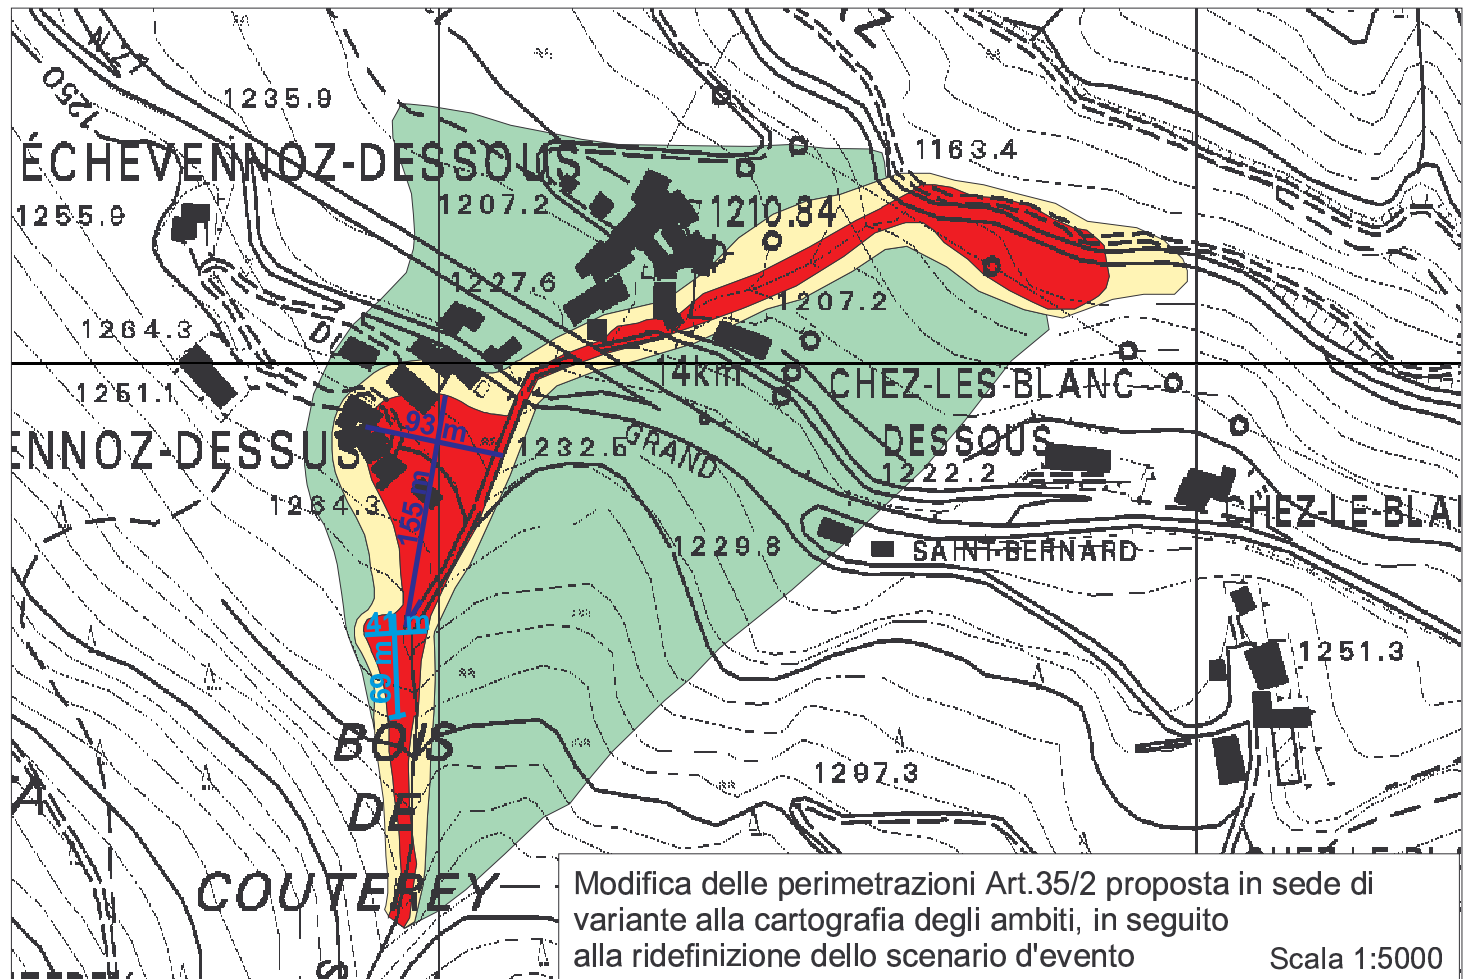 1250
1235.9
1163.4
ÉCHEVENNOZ-DESSOUS
1255.9
1207.2
1210.84
1227.6
1207.2
1264.3
14km
1251.1
CHEZ-LES-BLANC
DESSOUS
93 m
ENNOZ-DESSUS
1232.6
GRAND
1222.2
155 m
1264.3
CHEZ-LE-BLA
1229.8
SAINT-BERNARD
41 m
69 m
1251.3
BOIS
DE
COUTEREY
1297.3
Modifica delle perimetrazioni Art.35/2 proposta in sede di
variante alla cartografia degli ambiti, in seguito
alla ridefinizione dello scenario d'evento
Scala 1:5000